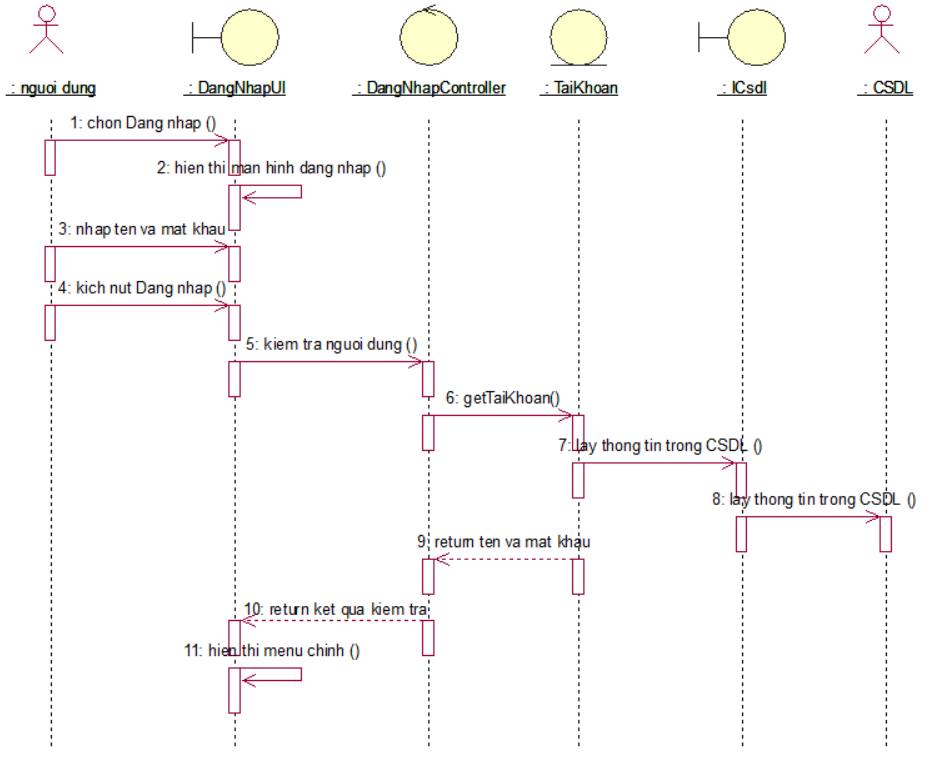 : nguoi dung
: DangNhapUI
: DangNhapController
: TaiKhoan
: ICsdl
: CSDL
1: chon Dang nhap ()
2: hien thi man hinh dang nhap ()
3: nhap ten va mat khau
4: kich nut Dang nhap ()
5: kiem tra nguoi dung ()
6: getTaiKhoan()
7: lay thong tin trong CSDL ()
8: lay thong tin trong CSDL ()
9: return ten va mat khau
10: return ket qua kiem tra
11: hien thi menu chinh ()